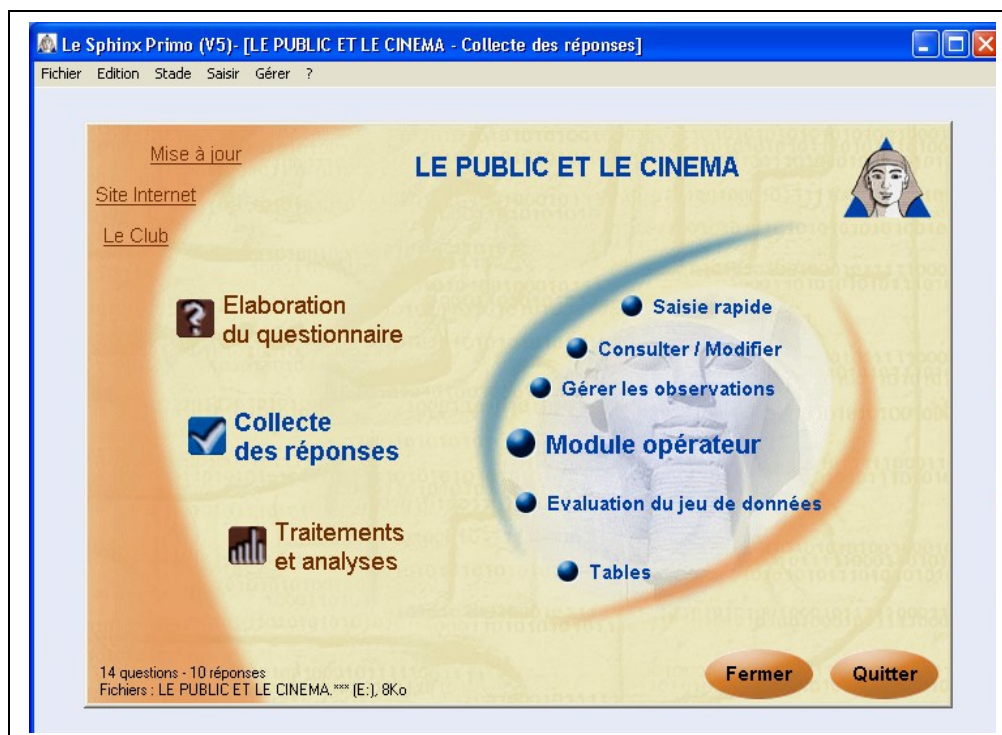 Le Sphinx Primo (V5)- [LE PUBLIC ET LE CINEMA - Collecte des réponses]
Fichier Edition Stade Saisir Gérer ?
Mise à jour
Site Internet
Le Club
LE PUBLIC ET LE CINEMA
Elaboration
du questionnaire
Collecte
des réponses
Traitements
et analyses
Saisie rapide
Consulter / Modifier
Gérer les observations
Module opérateur
Evaluation du jeu de données
Tables
14 questions - 10 réponses
Fichiers : LE PUBLIC ET LE CINEMA.*** (E:), 8Ko
Fermer
Quitter